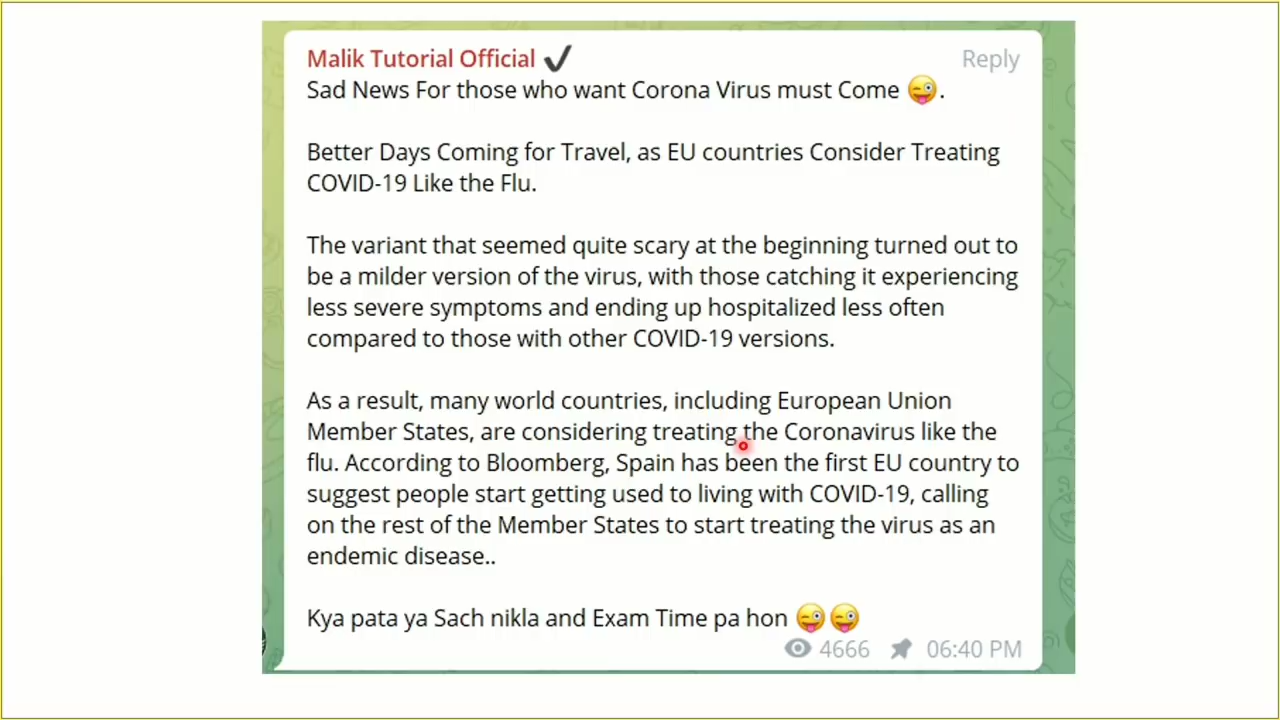 Malik Tutorial Official ✔
Reply
Sad News For those who want Corona Virus must Come 😜.
Better Days Coming for Travel, as EU countries Consider Treating
COVID-19 Like the Flu.
The variant that seemed quite scary at the beginning turned out to
be a milder version of the virus, with those catching it experiencing
less severe symptoms and ending up hospitalized less often
compared to those with other COVID-19 versions.
As a result, many world countries, including European Union
Member States, are considering treating the Coronavirus like the
flu. According to Bloomberg, Spain has been the first EU country to
suggest people start getting used to living with COVID-19, calling
on the rest of the Member States to start treating the virus as an
endemic disease..
Kya pata ya Sach nikla and Exam Time pa hon 😜😜
4666 06:40 PM